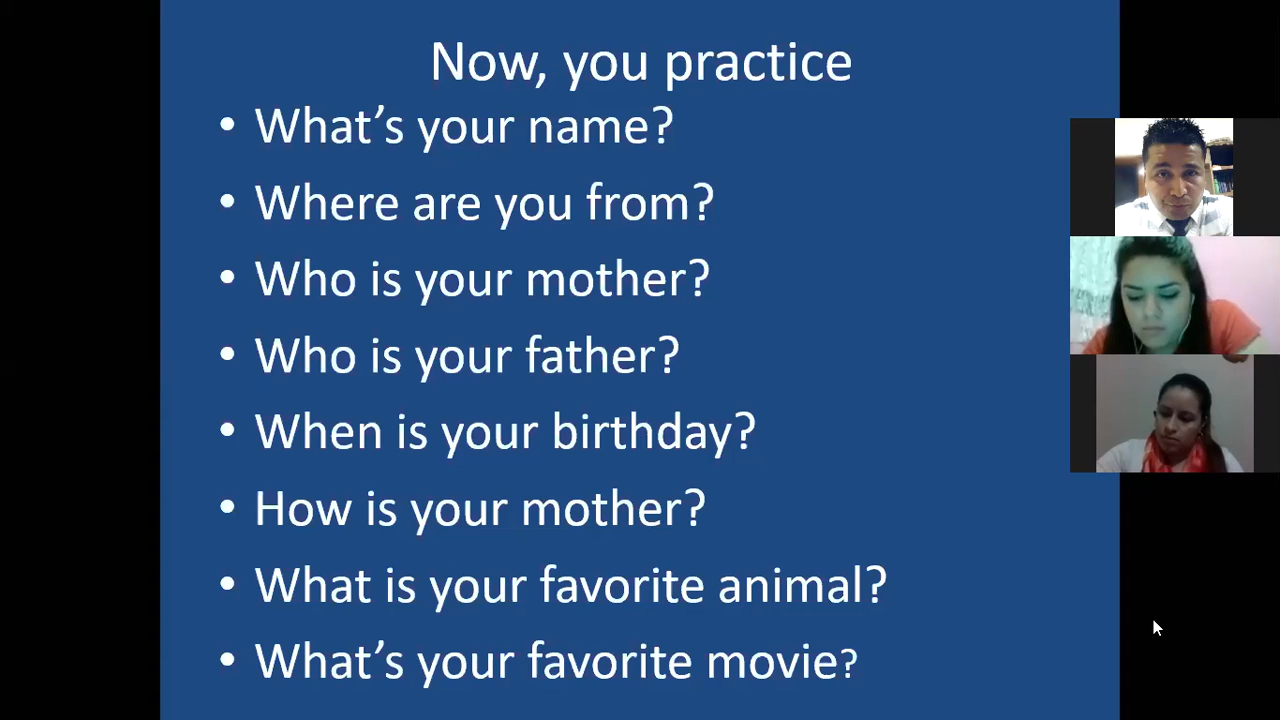 Now, you practice
• What’s your name?
• Where are you from?
• Who is your mother?
• Who is your father?
• When is your birthday?
• How is your mother?
• What is your favorite animal?
• What’s your favorite movie?